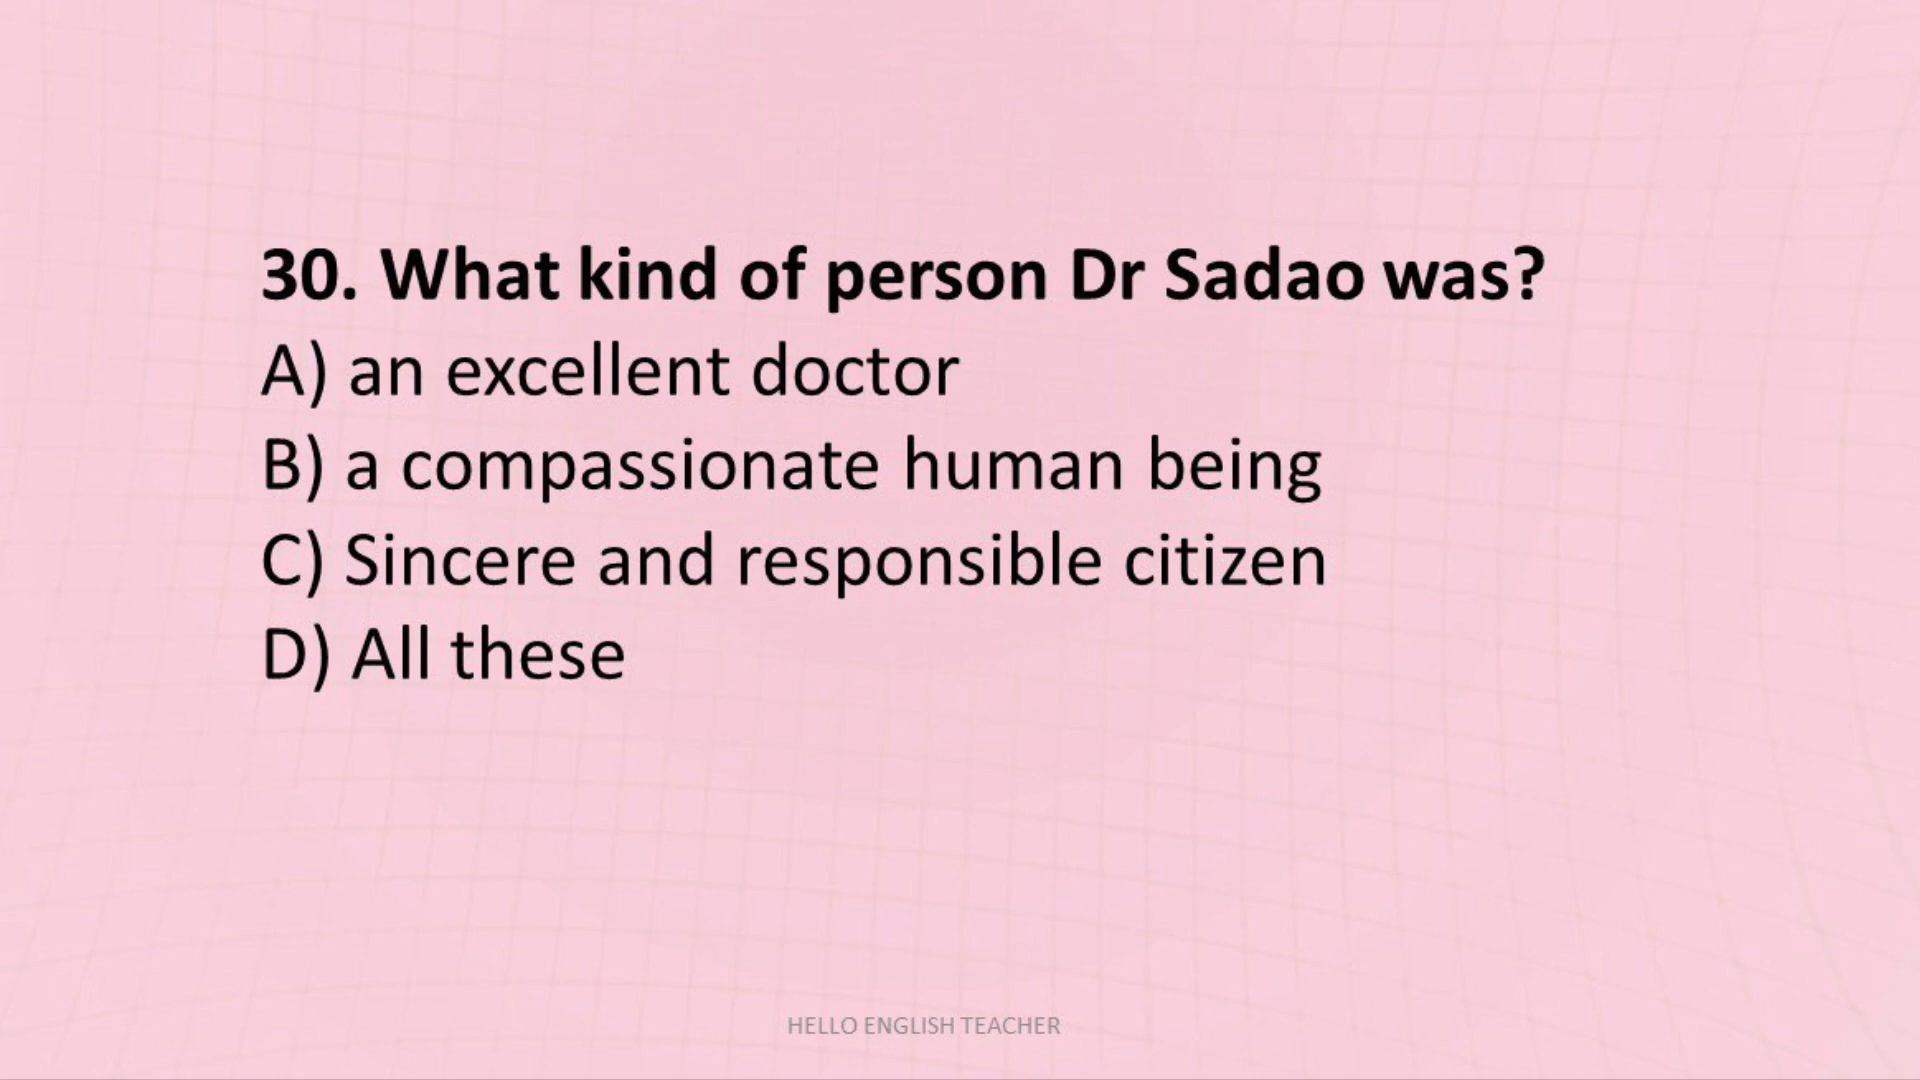 30. What kind of person Dr Sadao was?
A) an excellent doctor
B) a compassionate human being
C) Sincere and responsible citizen
D) All these
HELLO ENGLISH TEACHER